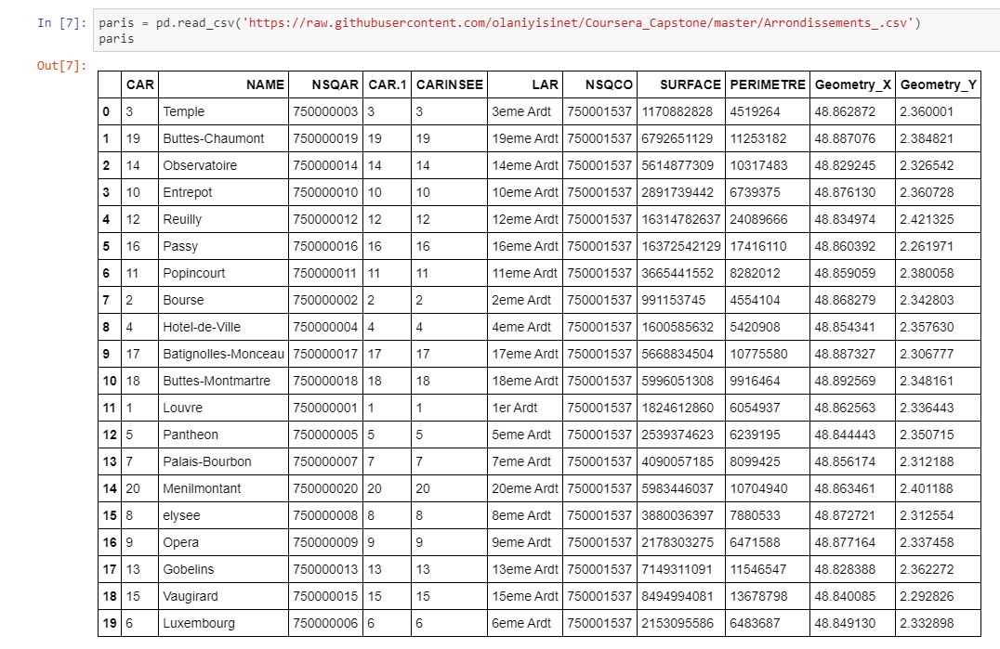 In [7]: paris = pd.read_csv('https://raw.githubusercontent.com/olaniyisinet/Coursera_Capstone/master/Arrondissements_.csv')
paris
Out[7]:
CAR NAME NSQAR CAR.1 CARINSEE LAR NSQCO SURFACE PERIMETRE Geometry_X Geometry_Y
0 3 Temple 750000003 3 3 3eme Ardt 750001537 1170882828 4519264 48.862872 2.360001
1 19 Buttes-Chaumont 750000019 19 19 19eme Ardt 750001537 6792651129 11253182 48.887076 2.384821
2 14 Observatoire 750000014 14 14 14eme Ardt 750001537 5614877309 10317483 48.829245 2.326542
3 10 Entrepot 750000010 10 10 10eme Ardt 750001537 2891739442 6739375 48.876130 2.360728
4 12 Reuilly 750000012 12 12 12eme Ardt 750001537 16314782637 24089666 48.834974 2.421325
5 16 Passy 750000016 16 16 16eme Ardt 750001537 16372542129 17416110 48.860392 2.261971
6 11 Popincourt 750000011 11 11 11eme Ardt 750001537 3665441552 8282012 48.859059 2.380058
7 2 Bourse 750000002 2 2 2eme Ardt 750001537 991153745 4554104 48.868279 2.342803
8 4 Hotel-de-Ville 750000004 4 4 4eme Ardt 750001537 1600585632 5420908 48.854341 2.357630
9 17 Batignolles-Monceau 750000017 17 17 17eme Ardt 750001537 5668834504 10775580 48.887327 2.306777
10 18 Buttes-Montmartre 750000018 18 18 18eme Ardt 750001537 5996051308 9916464 48.892569 2.348161
11 1 Louvre 750000001 1 1 1er Ardt 750001537 1824612860 6054937 48.862563 2.336443
12 5 Pantheon 750000005 5 5 5eme Ardt 750001537 2539374623 6239195 48.844443 2.350715
13 7 Palais-Bourbon 750000007 7 7 7eme Ardt 750001537 4090057185 8099425 48.856174 2.312188
14 20 Menilmontant 750000020 20 20 20eme Ardt 750001537 5983446037 10704940 48.863461 2.401188
15 8 elysee 750000008 8 8 8eme Ardt 750001537 3880036397 7880533 48.872721 2.312554
16 9 Opera 750000009 9 9 9eme Ardt 750001537 2178303275 6471588 48.877164 2.337458
17 13 Gobelins 750000013 13 13 13eme Ardt 750001537 7149311091 11546547 48.828388 2.362272
18 15 Vaugirard 750000015 15 15 15eme Ardt 750001537 8494994081 13678798 48.840085 2.292826
19 6 Luxembourg 750000006 6 6 6eme Ardt 750001537 2153095586 6483687 48.849130 2.332898